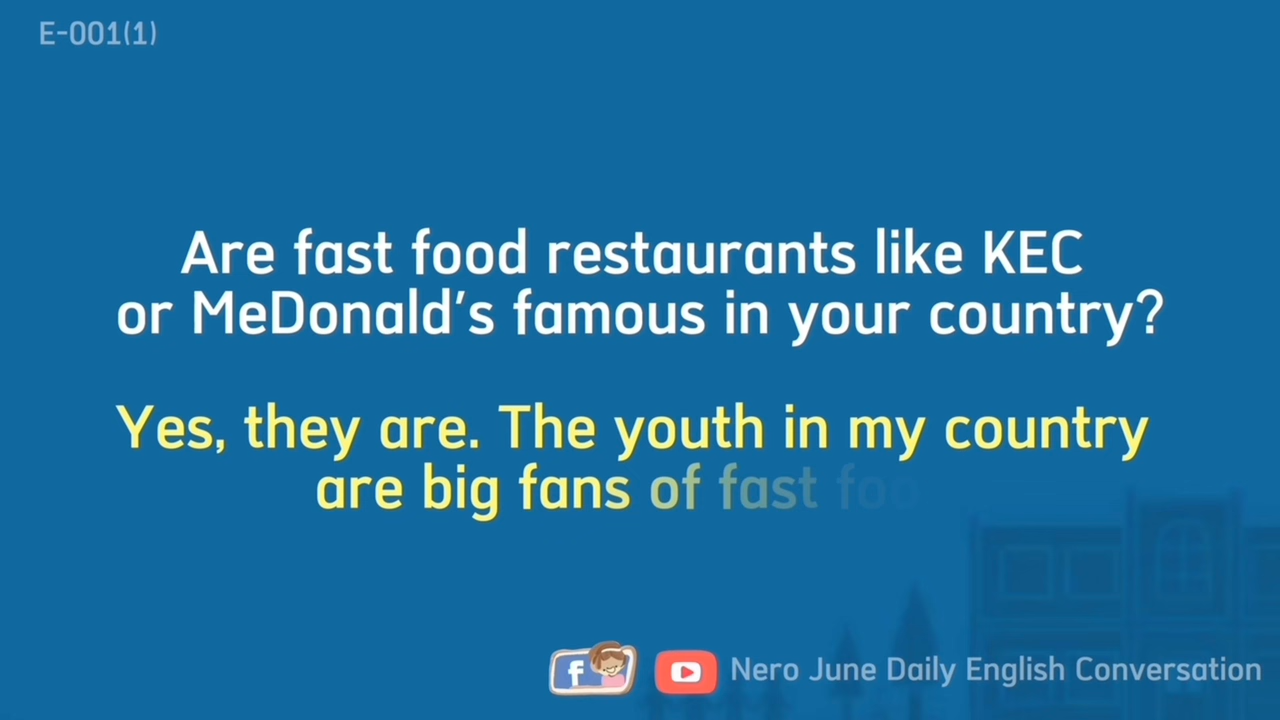 E-001(1)
Are fast food restaurants like KEC
or MeDonald's famous in your country?
Yes, they are. The youth in my country
are big fans of fast foo
f
Nero June Daily English Conversation